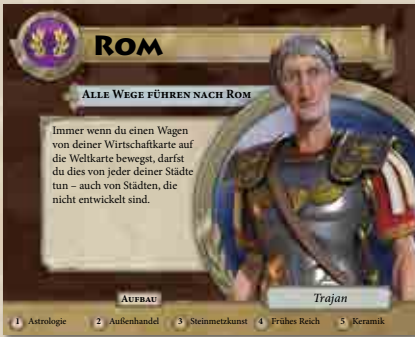 Rom
Alle Wege führen nach Rom
Immer wenn du einen Wagen
von deiner Wirtschaftkarte auf
die Weltkarte bewegst, darfst
du dies von jeder deiner Städte
tun – auch von Städten, die
nicht entwickelt sind.
Aufbau
Trajan
1 Astrologie 2 Außenhandel 3 Steinmetzkunst 4 Frühes Reich 5 Keramik